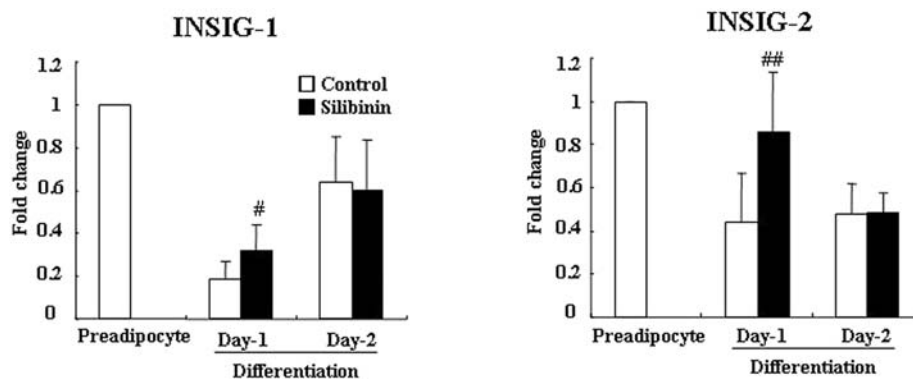 INSIG-1
Fold change
1.2
1
0.8
0.6
0.4
0.2
0
Control
Silibinin
#
Preadipocyte Day-1 Day-2
Differentiation
INSIG-2
Fold change
1.2
1
0.8
0.6
0.4
0.2
0
##
Preadipocyte Day-1 Day-2
Differentiation